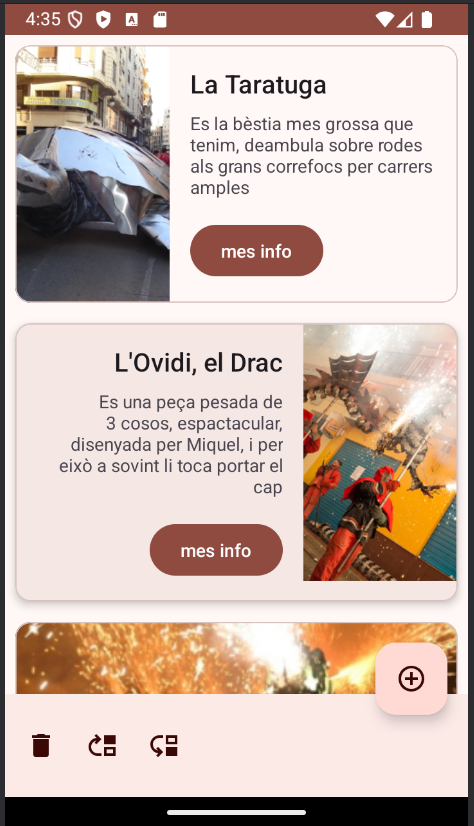 4:35
La Taratuga
Es la bèstia mes grossa que
tenim, deambula sobre rodes
als grans correfocs per carrers
amples
mes info
L'Ovidi, el Drac
Es una peça pesada de
3 cosos, espactacular,
disenyada per Miquel, i per
eixò a sovint li toca portar el
cap
mes info